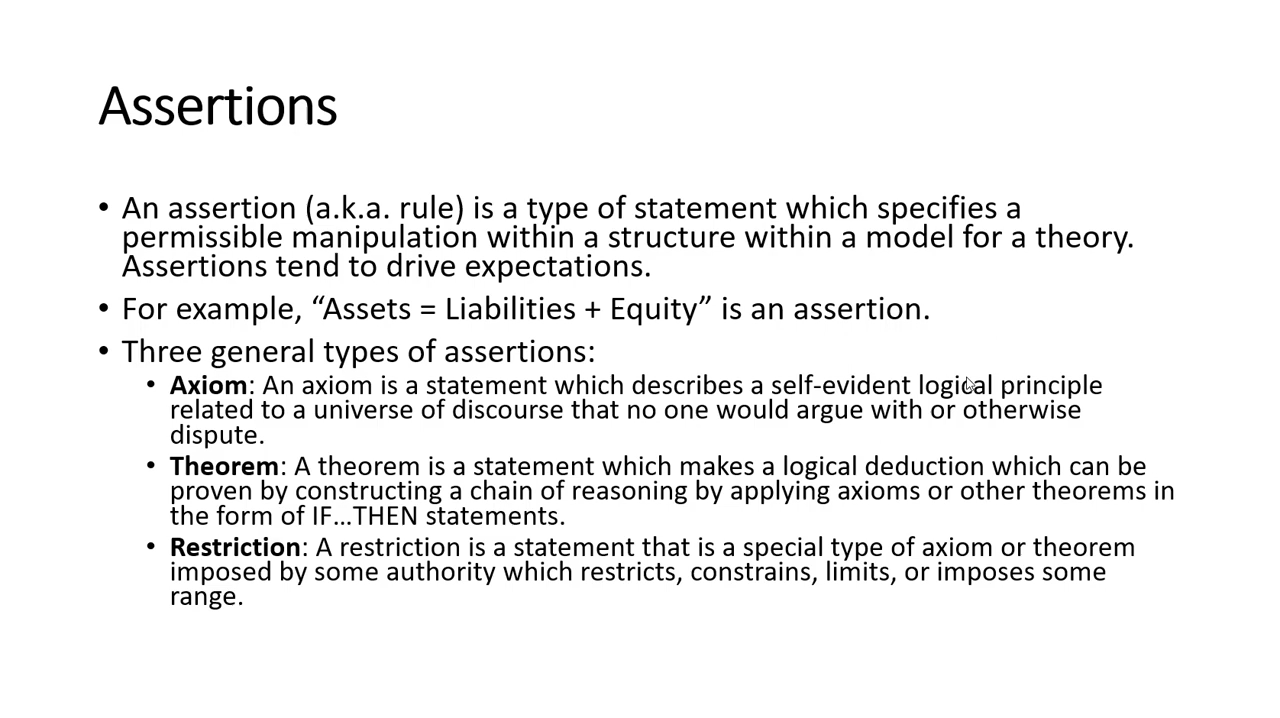 Assertions
• An assertion (a.k.a. rule) is a type of statement which specifies a
permissible manipulation within a structure within a model for a theory.
Assertions tend to drive expectations.
• For example, “Assets = Liabilities + Equity” is an assertion.
• Three general types of assertions:
• Axiom: An axiom is a statement which describes a self-evident logical principle
related to a universe of discourse that no one would argue with or otherwise
dispute.
• Theorem: A theorem is a statement which makes a logical deduction which can be
proven by constructing a chain of reasoning by applying axioms or other theorems in
the form of IF…THEN statements.
• Restriction: A restriction is a statement that is a special type of axiom or theorem
imposed by some authority which restricts, constrains, limits, or imposes some
range.